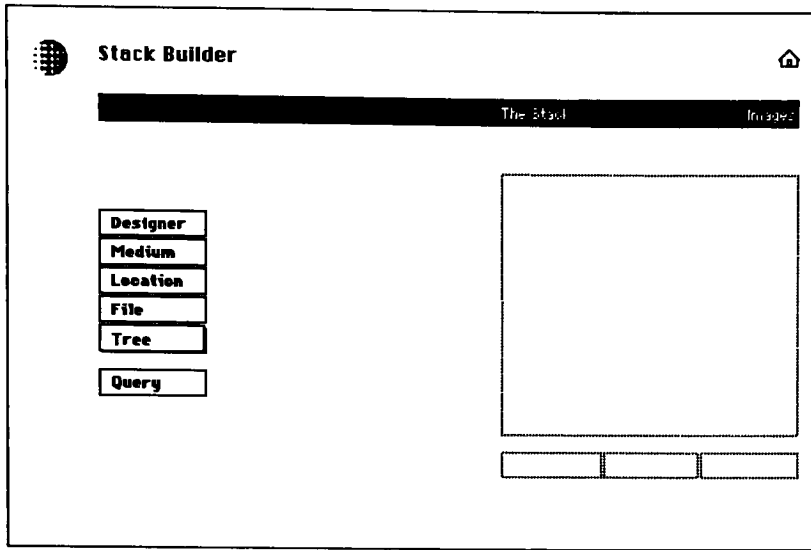 Stack Builder
The Stack Images
Designer
Medium
Location
File
Tree
Query